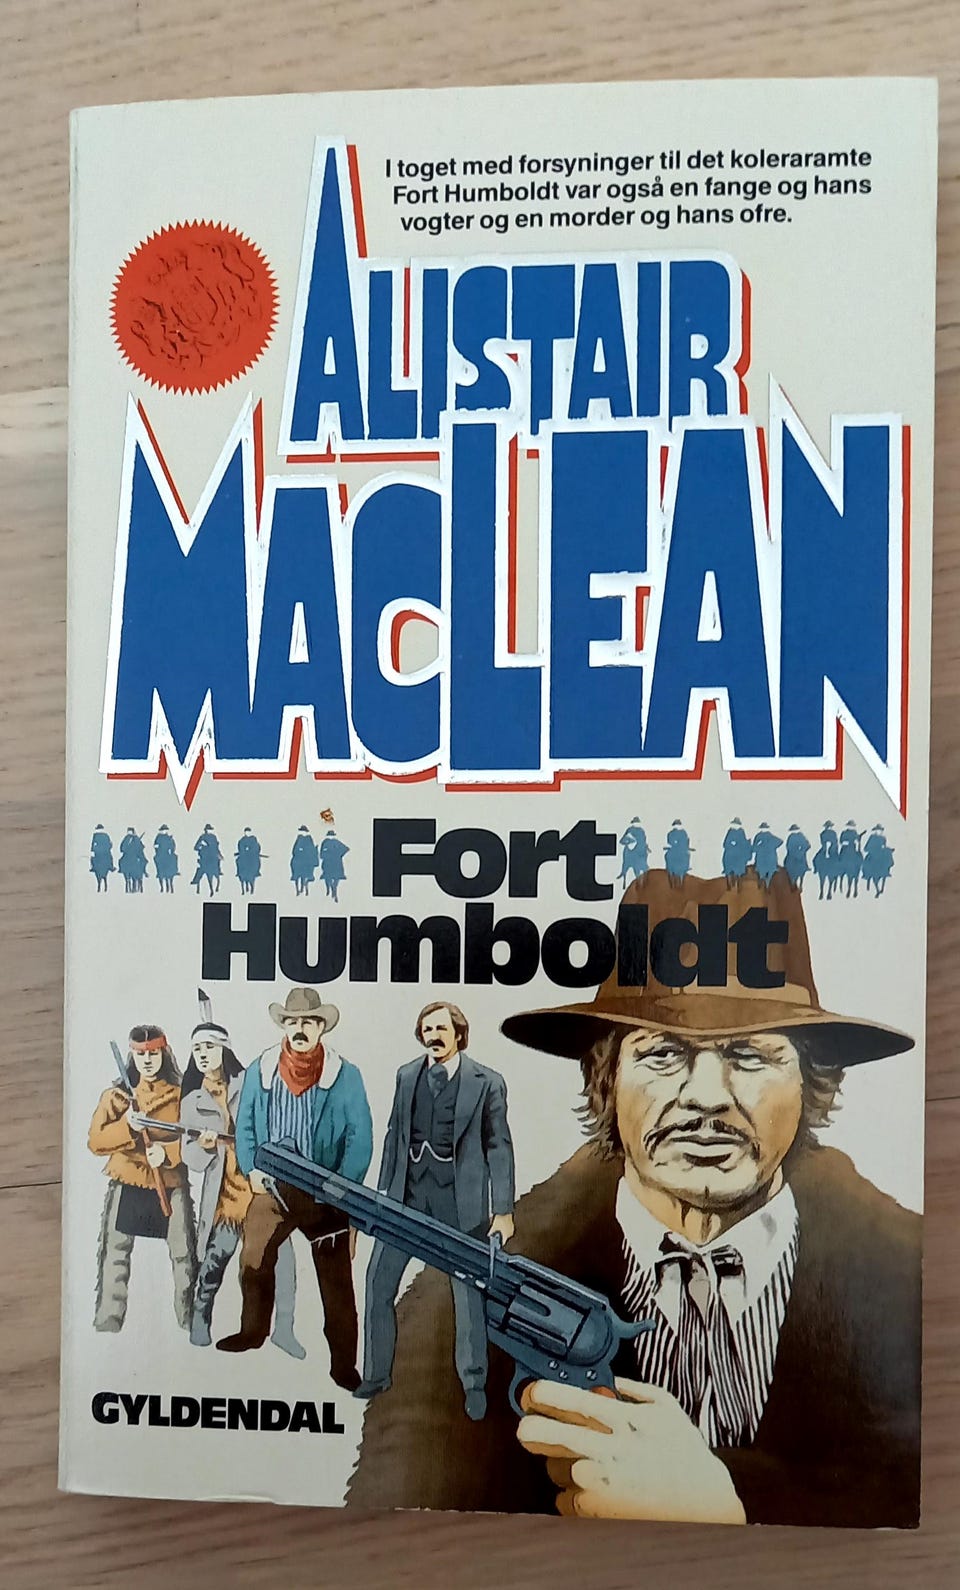 I toget med forsyninger til det koleraramte
Fort Humboldt var også en fange og hans
vogter og en morder og hans ofre.
ALISTAIR
MACLEAN
Fort
Humboldt
GYLDENDAL